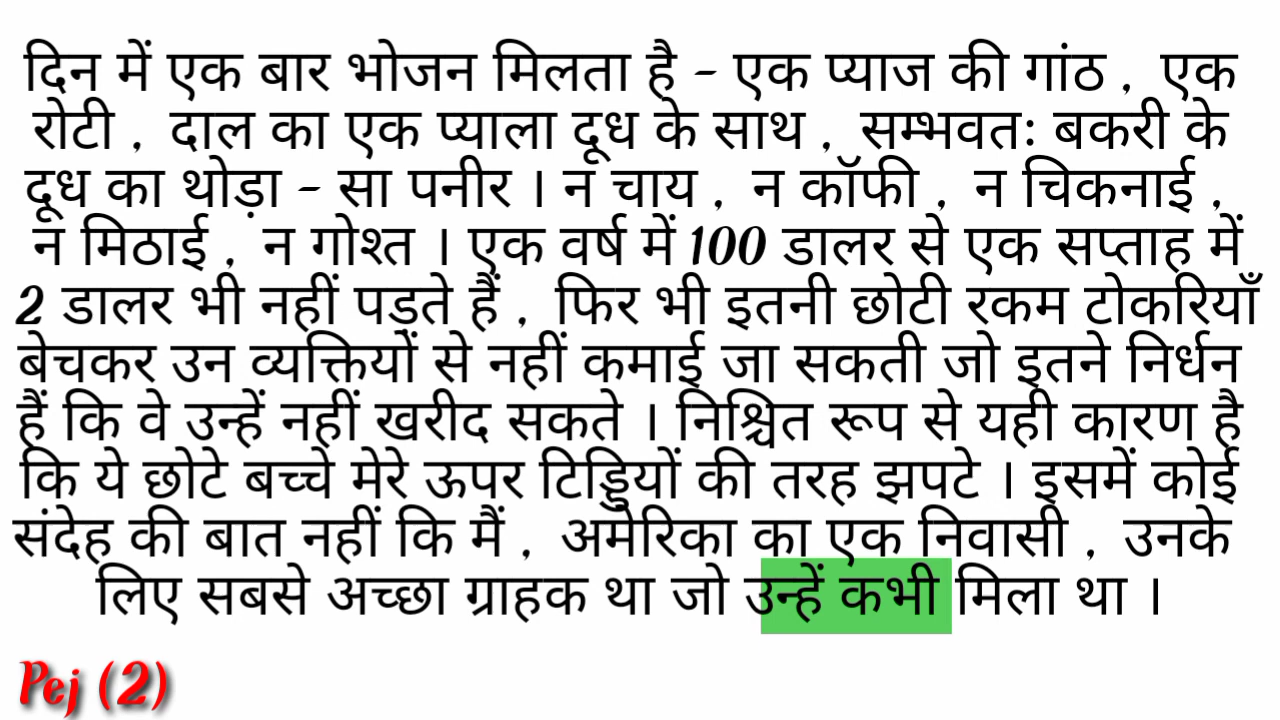 दिन में एक बार भोजन मिलता है - एक प्याज की गांठ , एक
रोटी , दाल का एक प्याला दूध के साथ , सम्भवतः बकरी के
दूध का थोड़ा - सा पनीर । न चाय , न कॉफी , न चिकनाई ,
न मिठाई , न गोश्त । एक वर्ष में 100 डालर से एक सप्ताह में
2 डालर भी नहीं पड़ते हैं , फिर भी इतनी छोटी रकम टोकरियाँ
बेचकर उन व्यक्तियों से नहीं कमाई जा सकती जो इतने निर्धन
हैं कि वे उन्हें नहीं खरीद सकते । निश्चित रूप से यही कारण है
कि ये छोटे बच्चे मेरे ऊपर टिड्डियों की तरह झपटे । इसमें कोई
संदेह की बात नहीं कि मैं , अमेरिका का एक निवासी , उनके
लिए सबसे अच्छा ग्राहक था जो उन्हें कभी मिला था ।
Pej (2)